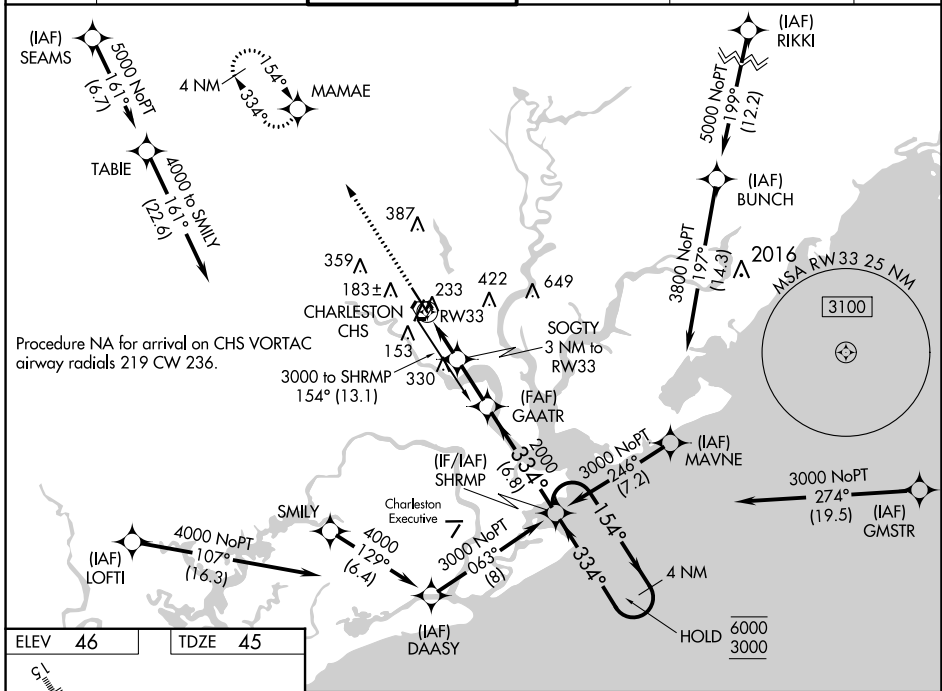 (IAF)
SEAMS
5000 NoPT
161°
(6.7)
4 NM
154°
334°
MAMAE
(IAF)
RIKKI
5000 NoPT
199°
(12.2)
TABIE
4000 to SMILY
161°
(22.6)
(IAF)
BUNCH
3800 NoPT
197°
(14.3)
2016
MSA RW33 25 NM
3100
387
359
183±
233
422
649
CHARLESTON
CHS
RW33
153
330
Procedure NA for arrival on CHS VORTAC
airway radials 219 CW 236.
3000 to SHRMP
154° (13.1)
SOGTY
3 NM to
RW33
(FAF)
GAATR
2000
334°
(6.8)
(IF/IAF)
SHRMP
3000 NoPT
246°
(7.2)
(IAF)
MAVNE
3000 NoPT
274°
(19.5)
(IAF)
GMSTR
Charleston
Executive
SMILY
4000
129°
(6.4)
3000 NoPT
063°
(8)
(IAF)
LOFTI
4000 NoPT
107°
(16.3)
(IAF)
DAASY
154°
334°
4 NM
HOLD
6000
3000
ELEV 46
TDZE 45
15